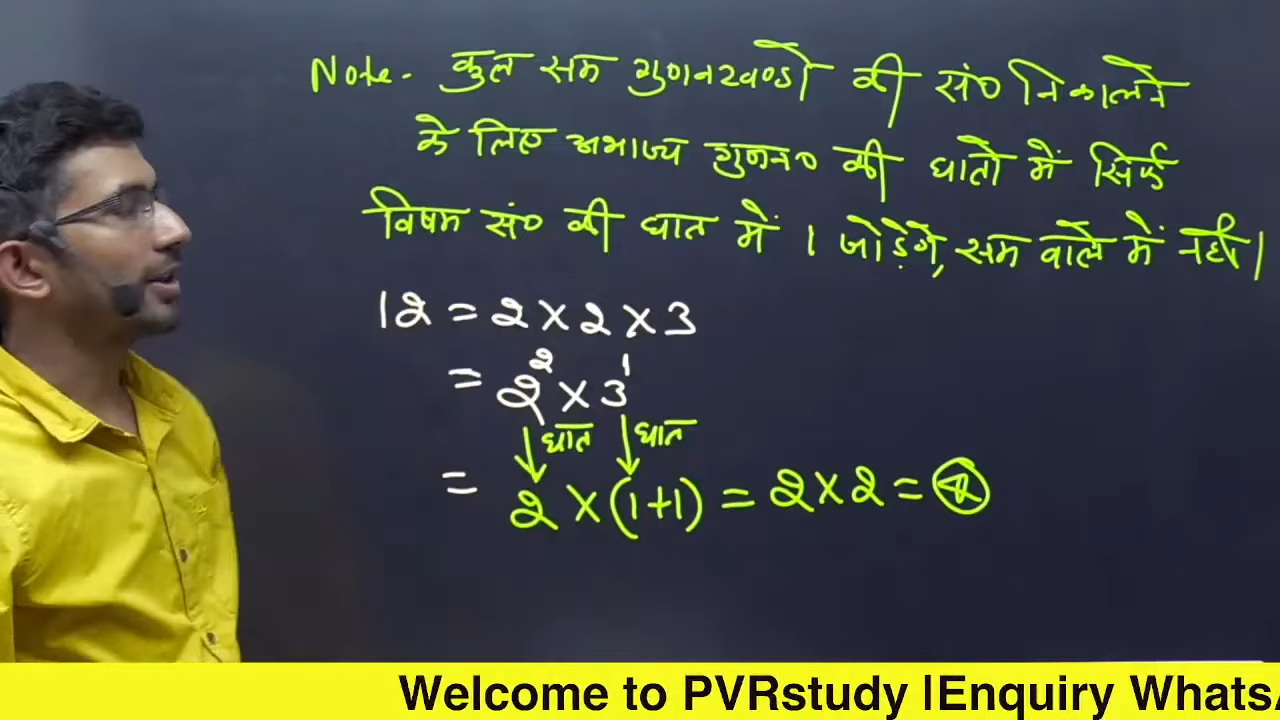 Note- कुल सम गुणनखण्डो की सं० निकालने
के लिए अभाज्य गुणन० की घातो में सिर्फ
विषम सं० की घात में 1 जोड़ेगे, सम वाले में नहीं।
12 = 2 × 2 × 3
= 2² × 3¹
घात घात
= 2 × (1+1) = 2 × 2 = 4
Welcome to PVRstudy |Enquiry Whats